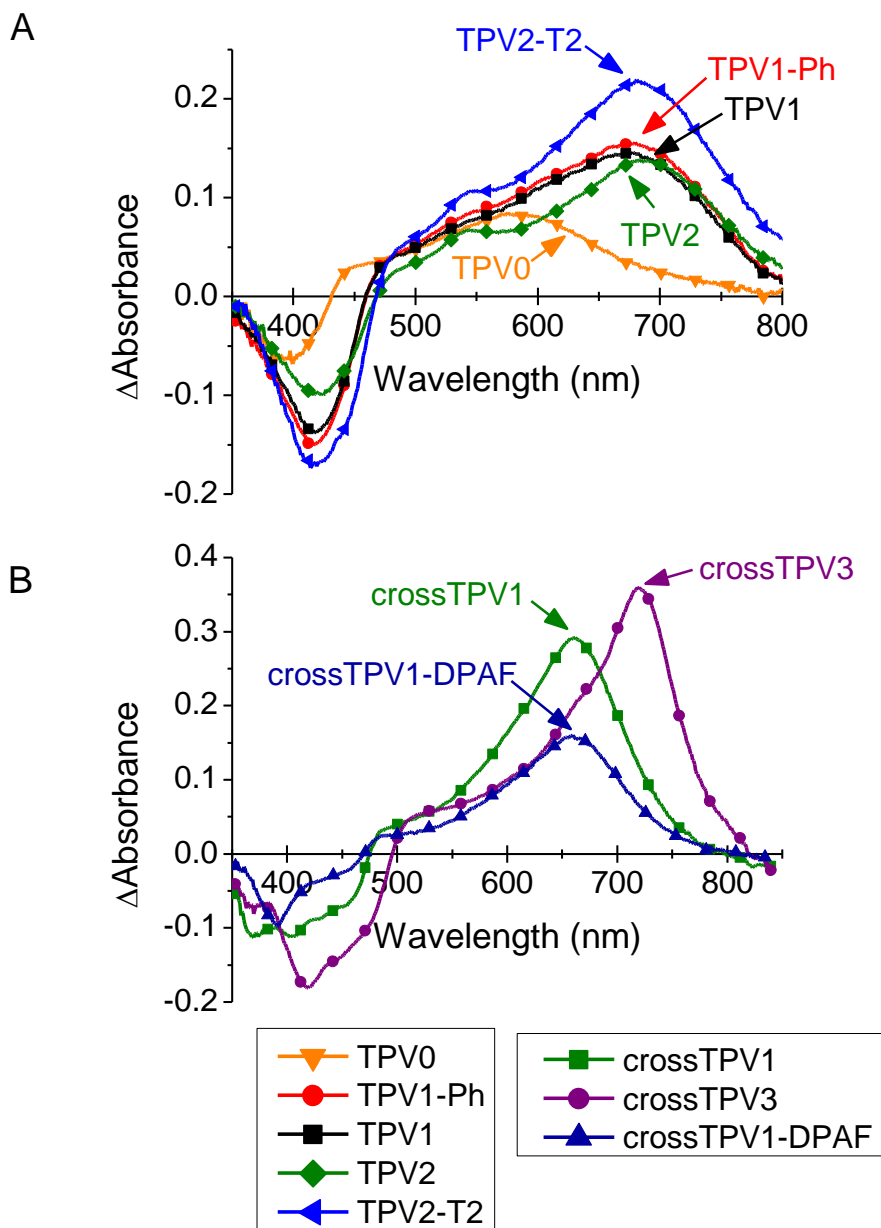 A
TPV2-T2
TPV1-Ph
TPV1
TPV2
TPV0
0.2
0.1
0.0
-0.1
-0.2
400
500
600
700
800
ΔAbsorbance
Wavelength (nm)
B
crossTPV3
crossTPV1
crossTPV1-DPAF
0.4
0.3
0.2
0.1
0.0
-0.1
-0.2
400
500
600
700
800
ΔAbsorbance
Wavelength (nm)
TPV0
TPV1-Ph
TPV1
TPV2
TPV2-T2
crossTPV1
crossTPV3
crossTPV1-DPAF